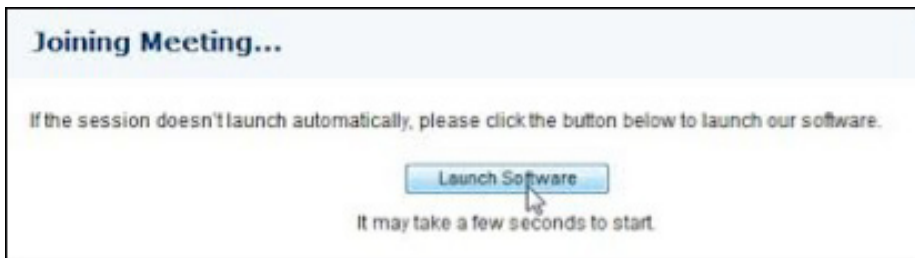 Joining Meeting...
If the session doesn't launch automatically, please click the button below to launch our software.
Launch Software
It may take a few seconds to start.